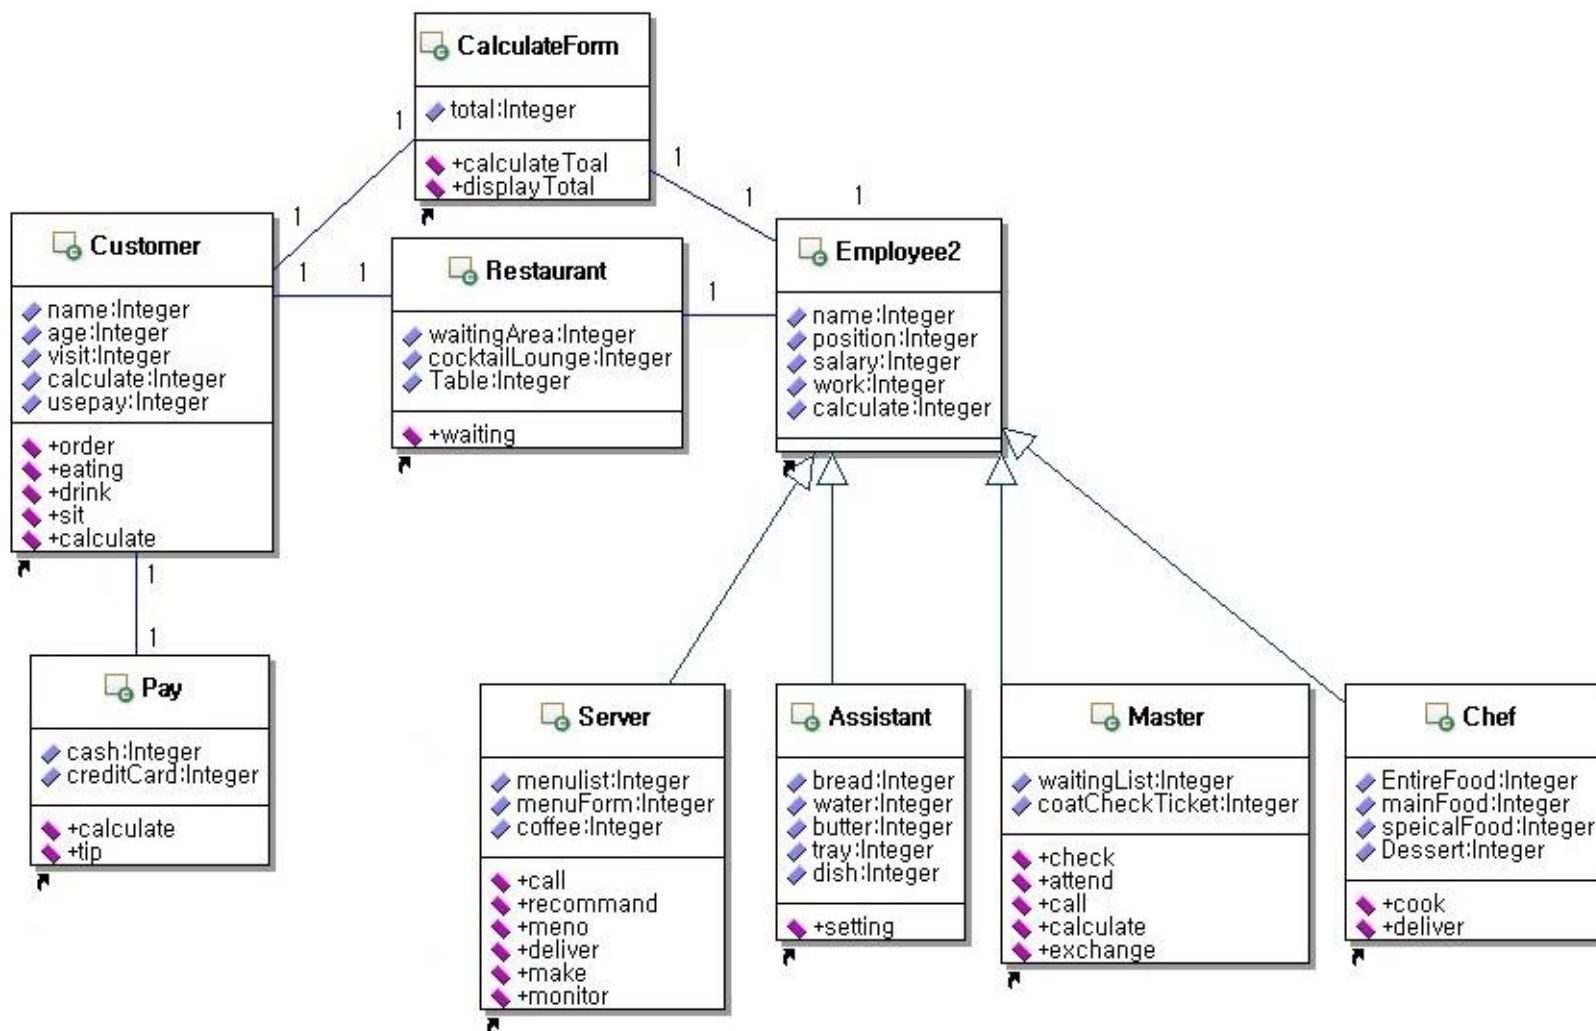 CalculateForm
total:Integer
+calculateToal
+displayTotal
1
1
1
1
1
Customer
name:Integer
age:Integer
visit:Integer
calculate:Integer
usepay:Integer
+order
+eating
+drink
+sit
+calculate
1
1
Restaurant
waitingArea:Integer
cocktailLounge:Integer
Table:Integer
+waiting
1
Employee2
name:Integer
position:Integer
salary:Integer
work:Integer
calculate:Integer
1
1
Pay
cash:Integer
creditCard:Integer
+calculate
+tip
Server
menulist:Integer
menuForm:Integer
coffee:Integer
+call
+recommand
+meno
+deliver
+make
+monitor
Assistant
bread:Integer
water:Integer
butter:Integer
tray:Integer
dish:Integer
+setting
Master
waitingList:Integer
coatCheckTicket:Integer
+check
+attend
+call
+calculate
+exchange
Chef
EntireFood:Integer
mainFood:Integer
speicalFood:Integer
Dessert:Integer
+cook
+deliver